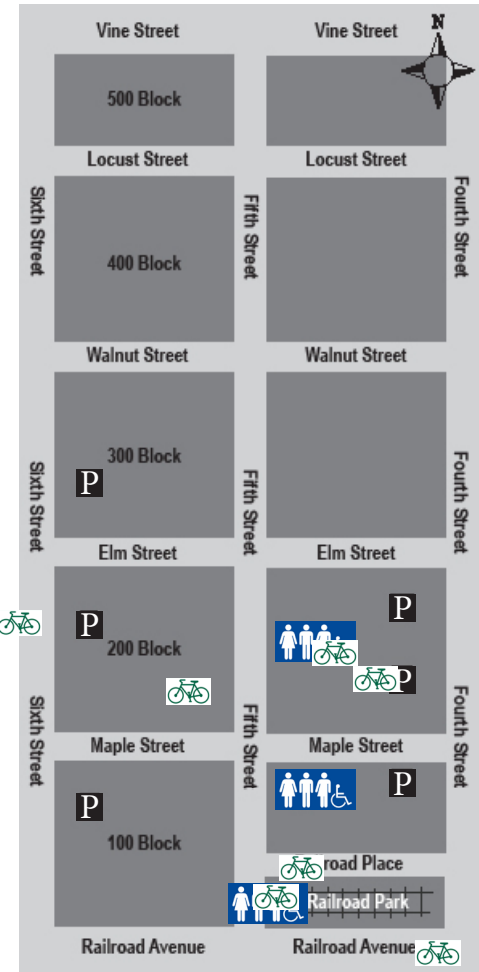 Vine Street
Vine Street
N
500 Block
Locust Street
Locust Street
Sixth Street
Fifth Street
Fourth Street
400 Block
Walnut Street
Walnut Street
300 Block
P
Sixth Street
Fifth Street
Fourth Street
Elm Street
Elm Street
P
P
200 Block
P
Sixth Street
Fifth Street
Fourth Street
Maple Street
Maple Street
P
P
100 Block
road Place
Railroad Park
Railroad Avenue
Railroad Avenue